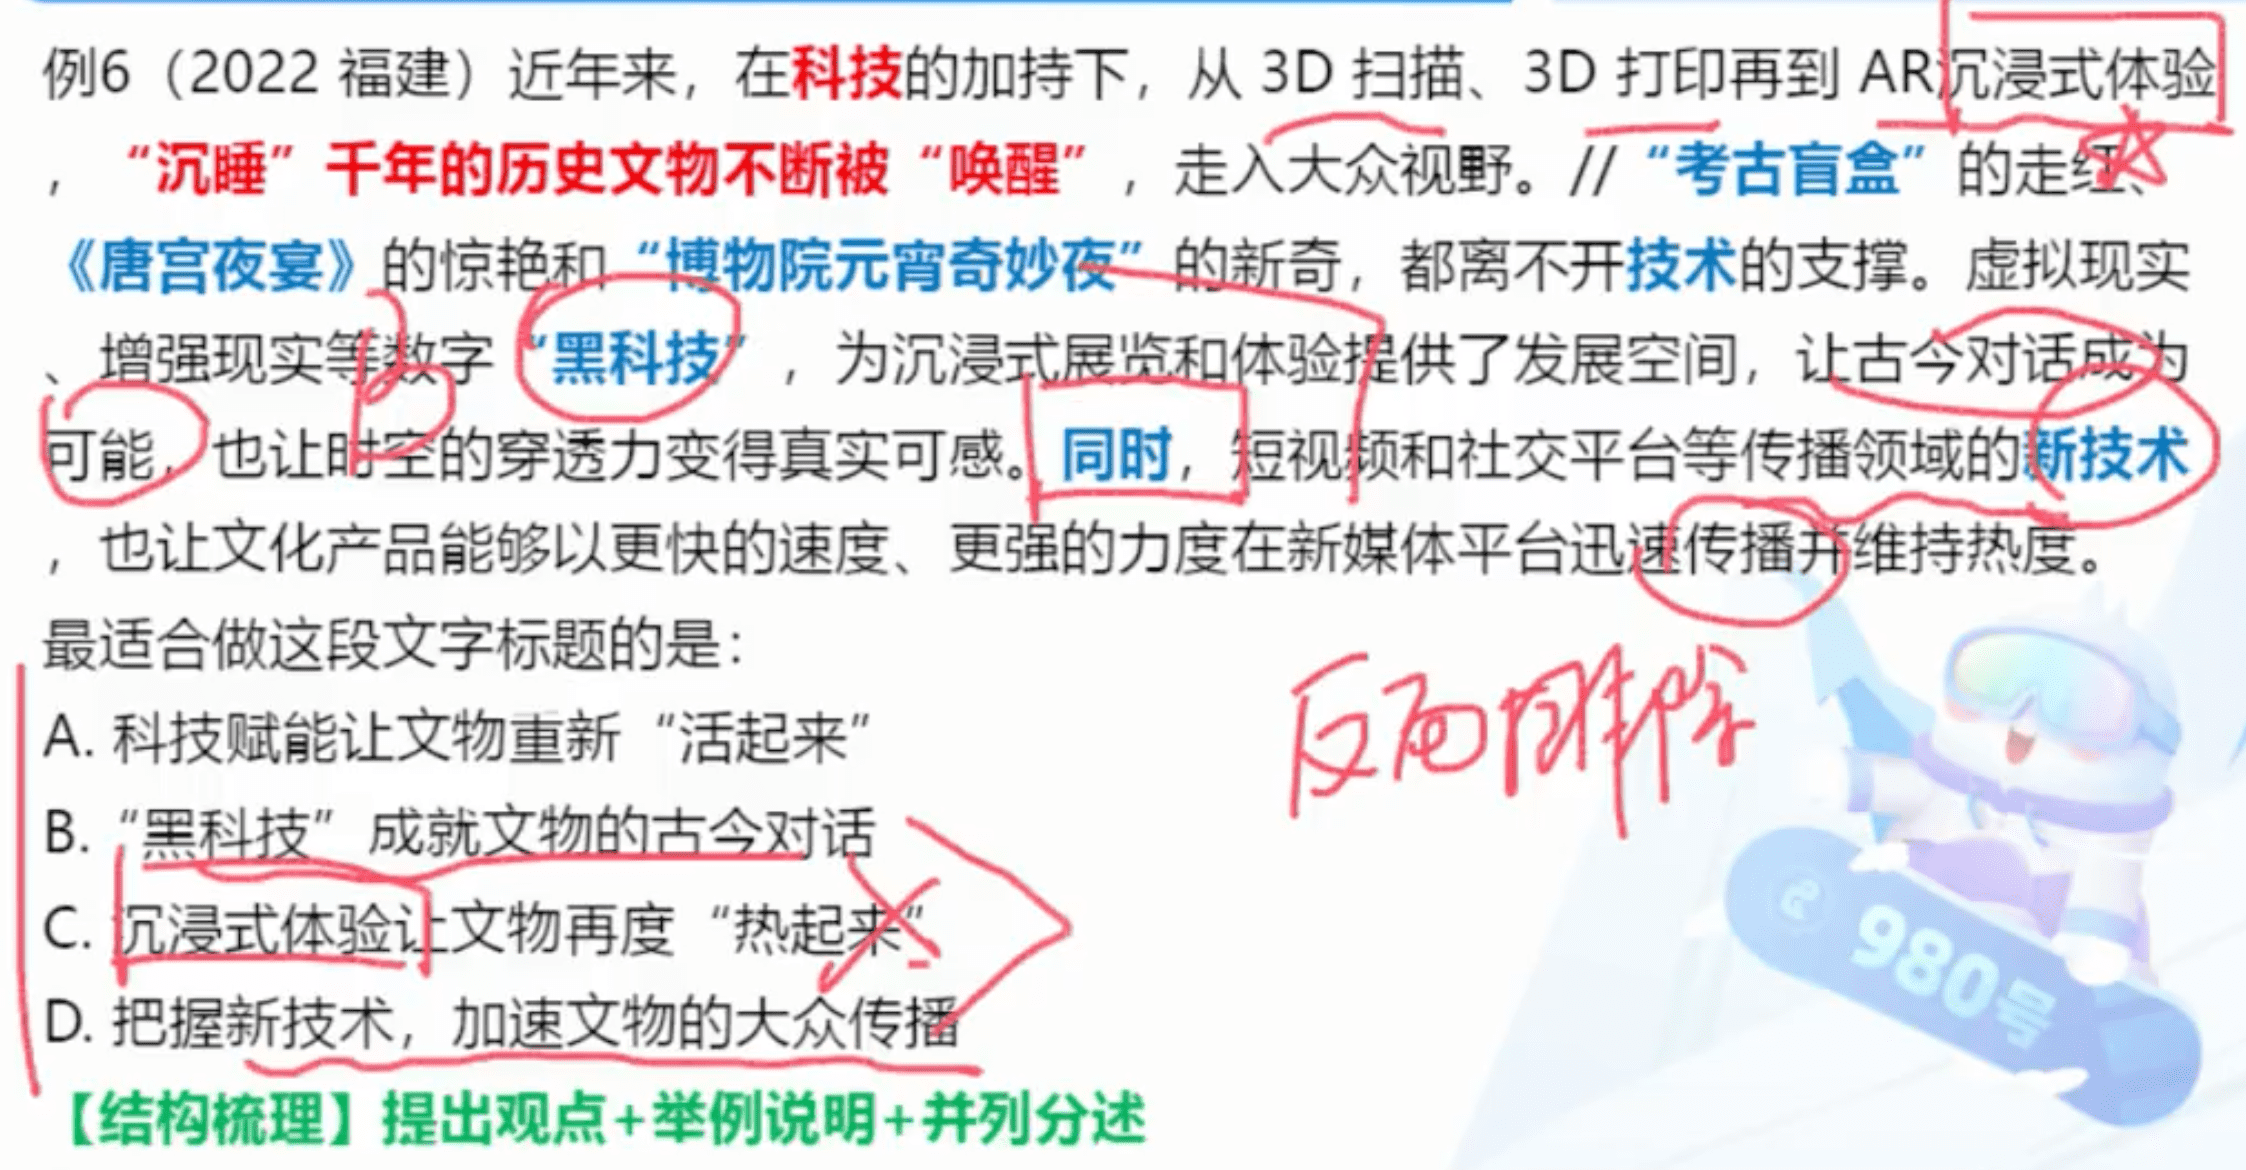 例6（2022 福建）近年来，在科技的加持下，从 3D 扫描、3D 打印再到 AR沉浸式体验
，“沉睡”千年的历史文物不断被“唤醒”，走入大众视野。//“考古盲盒”的走红、
《唐宫夜宴》的惊艳和“博物院元宵奇妙夜”的新奇，都离不开技术的支撑。虚拟现实
、增强现实等数字“黑科技”，为沉浸式展览和体验提供了发展空间，让古今对话成为
可能，也让时空的穿透力变得真实可感。同时，短视频和社交平台等传播领域的新技术
，也让文化产品能够以更快的速度、更强的力度在新媒体平台迅速传播并维持热度。
最适合做这段文字标题的是：
反面排除
A. 科技赋能让文物重新“活起来”
B. “黑科技”成就文物的古今对话
C. 沉浸式体验让文物再度“热起来”
D. 把握新技术，加速文物的大众传播
980号
【结构梳理】提出观点+举例说明+并列分述